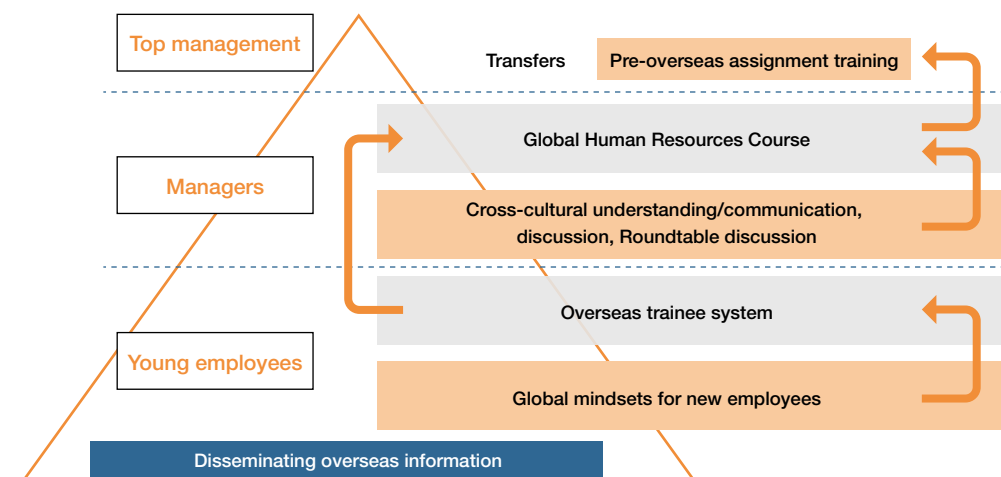 Top management
Transfers
Pre-overseas assignment training
Global Human Resources Course
Managers
Cross-cultural understanding/communication,
discussion, Roundtable discussion
Overseas trainee system
Young employees
Global mindsets for new employees
Disseminating overseas information